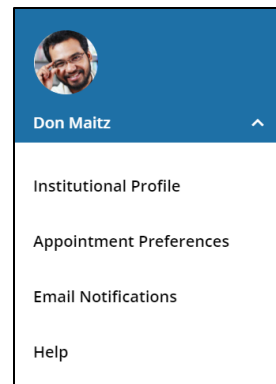 Don Maitz
Institutional Profile
Appointment Preferences
Email Notifications
Help